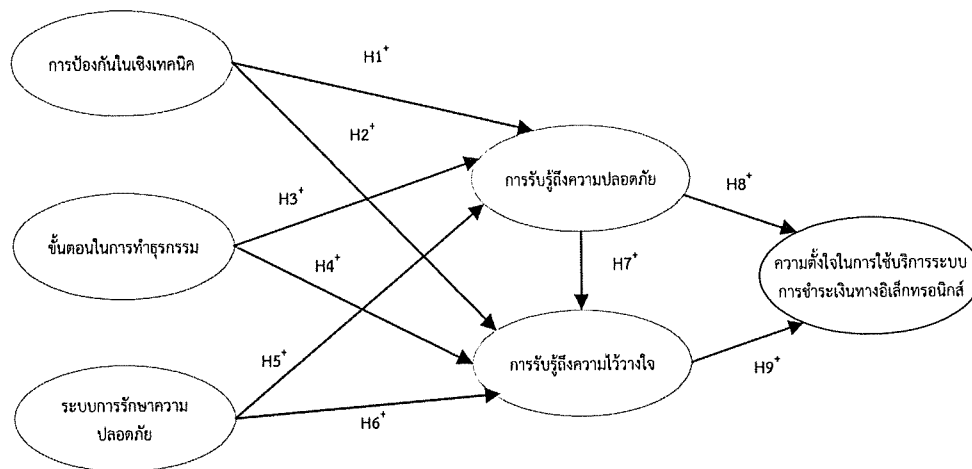 การป้องกันในเชิงเทคนิค
H1+
H2+
การรับรู้ถึงความปลอดภัย
H3+
H8+
ขั้นตอนในการทำธุรกรรม
H4+
H7+
ความตั้งใจในการใช้บริการระบบ
การชำระเงินทางอิเล็กทรอนิกส์
H5+
การรับรู้ถึงความไว้วางใจ
H9+
ระบบการรักษาความ
ปลอดภัย
H6+